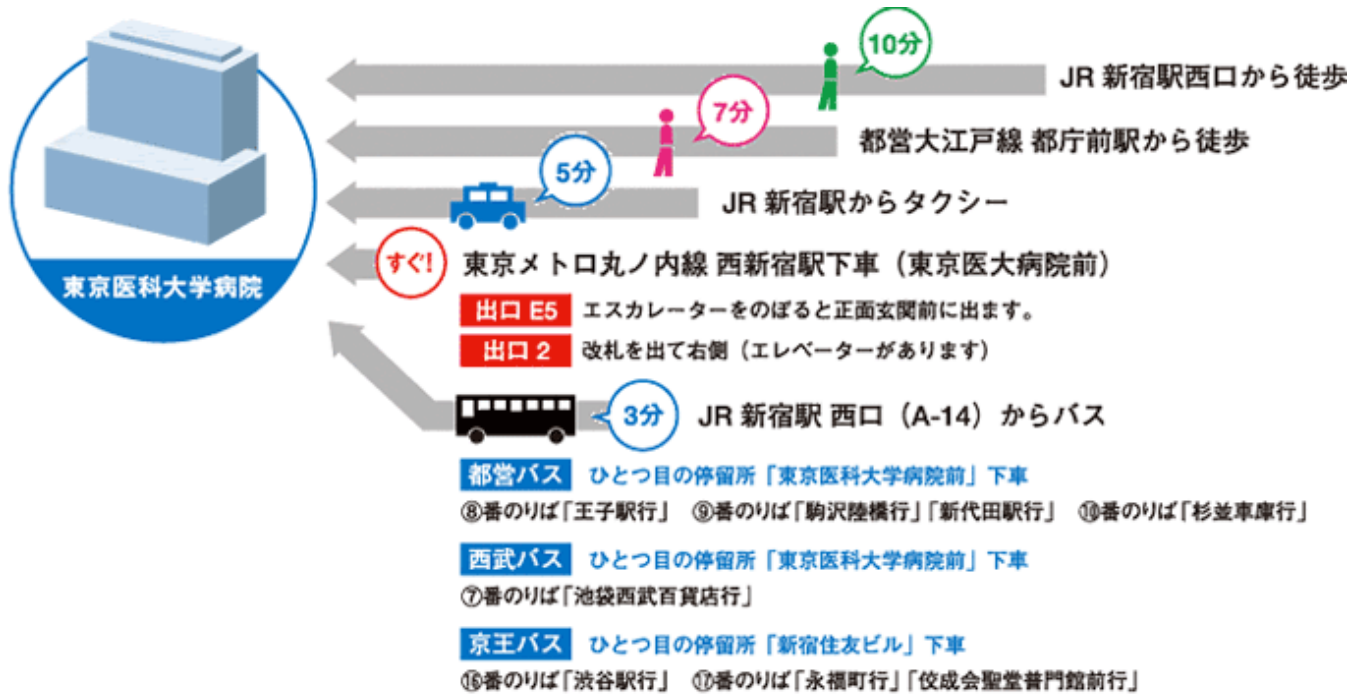 東京医科大学病院
10分
JR 新宿駅西口から徒歩
7分
都営大江戸線 都庁前駅から徒歩
5分
JR 新宿駅からタクシー
すぐ! 東京メトロ丸ノ内線 西新宿駅下車（東京医大病院前）
出口 E5 エスカレーターをのぼると正面玄関前に出ます。
出口 2 改札を出て右側（エレベーターがあります）
3分 JR 新宿駅 西口（A-14）からバス
都営バス ひとつ目の停留所「東京医科大学病院前」下車
⑧番のりば「王子駅行」 ⑨番のりば「駒沢陸橋行」「新代田駅行」 ⑩番のりば「杉並車庫行」
西武バス ひとつ目の停留所「東京医科大学病院前」下車
⑦番のりば「池袋西武百貨店行」
京王バス ひとつ目の停留所「新宿住友ビル」下車
⑯番のりば「渋谷駅行」 ⑰番のりば「永福町行」「佼成会聖堂普門館前行」